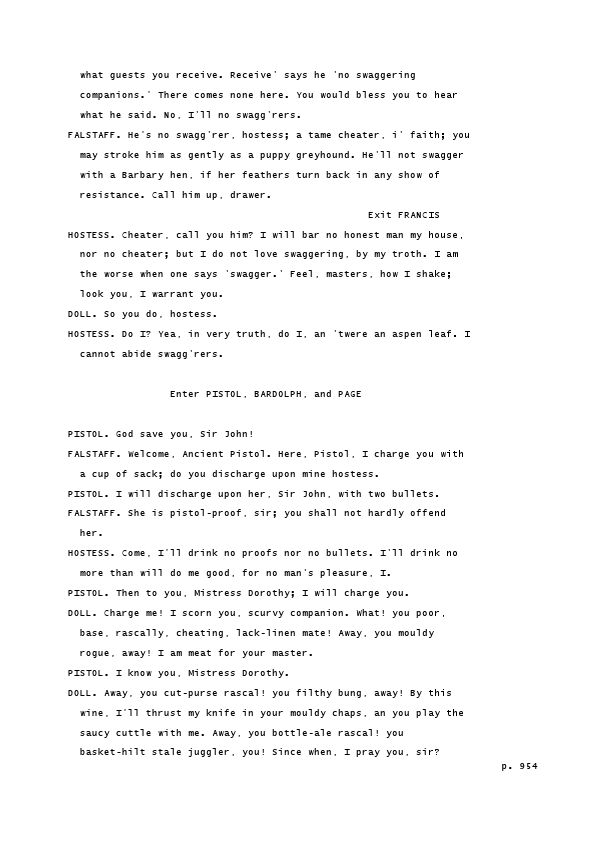 what guests you receive. Receive' says he 'no swaggering
companions.' There comes none here. You would bless you to hear
what he said. No, I'll no swagg'rers.
FALSTAFF. He's no swagg'rer, hostess; a tame cheater, i' faith; you
may stroke him as gently as a puppy greyhound. He'll not swagger
with a Barbary hen, if her feathers turn back in any show of
resistance. Call him up, drawer.
Exit FRANCIS
HOSTESS. Cheater, call you him? I will bar no honest man my house,
nor no cheater; but I do not love swaggering, by my troth. I am
the worse when one says 'swagger.' Feel, masters, how I shake;
look you, I warrant you.
DOLL. So you do, hostess.
HOSTESS. Do I? Yea, in very truth, do I, an 'twere an aspen leaf. I
cannot abide swagg'rers.
Enter PISTOL, BARDOLPH, and PAGE
PISTOL. God save you, Sir John!
FALSTAFF. Welcome, Ancient Pistol. Here, Pistol, I charge you with
a cup of sack; do you discharge upon mine hostess.
PISTOL. I will discharge upon her, Sir John, with two bullets.
FALSTAFF. She is pistol-proof, sir; you shall not hardly offend
her.
HOSTESS. Come, I'll drink no proofs nor no bullets. I'll drink no
more than will do me good, for no man's pleasure, I.
PISTOL. Then to you, Mistress Dorothy; I will charge you.
DOLL. Charge me! I scorn you, scurvy companion. What! you poor,
base, rascally, cheating, lack-linen mate! Away, you mouldy
rogue, away! I am meat for your master.
PISTOL. I know you, Mistress Dorothy.
DOLL. Away, you cut-purse rascal! you filthy bung, away! By this
wine, I'll thrust my knife in your mouldy chaps, an you play the
saucy cuttle with me. Away, you bottle-ale rascal! you
basket-hilt stale juggler, you! Since when, I pray you, sir?
p. 954